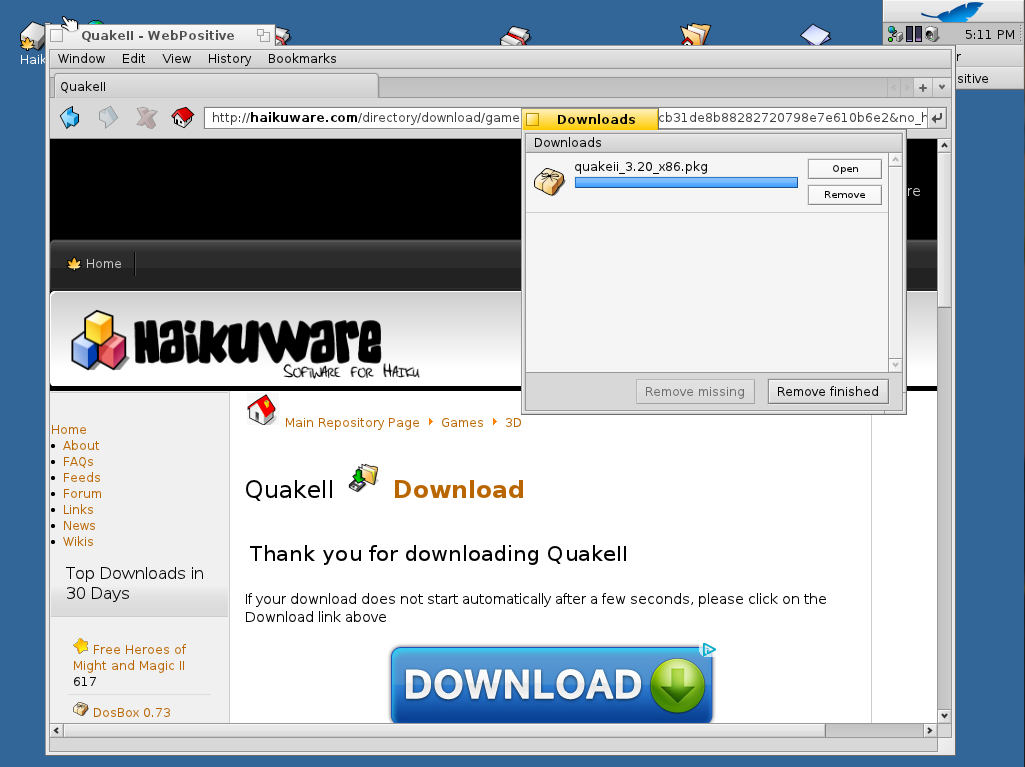 QuakeII - WebPositive
5:11 PM
Haik
Window Edit View History Bookmarks
r
sitive
QuakeII
http://haikuware.com/directory/download/game
cb31de8b88282720798e7e610b6e2&no_h
Downloads
Downloads
quakeii_3.20_x86.pkg
Open
Remove
re
Home
HAIKUWARE
SOFTWARE FOR HAIKU
Remove missing
Remove finished
Main Repository Page Games 3D
Home
About
FAQs
Feeds
Forum
Links
News
Wikis
QuakeII Download
Thank you for downloading QuakeII
Top Downloads in
30 Days
If your download does not start automatically after a few seconds, please click on the
Download link above
Free Heroes of
Might and Magic II
617
DosBox 0.73
DOWNLOAD